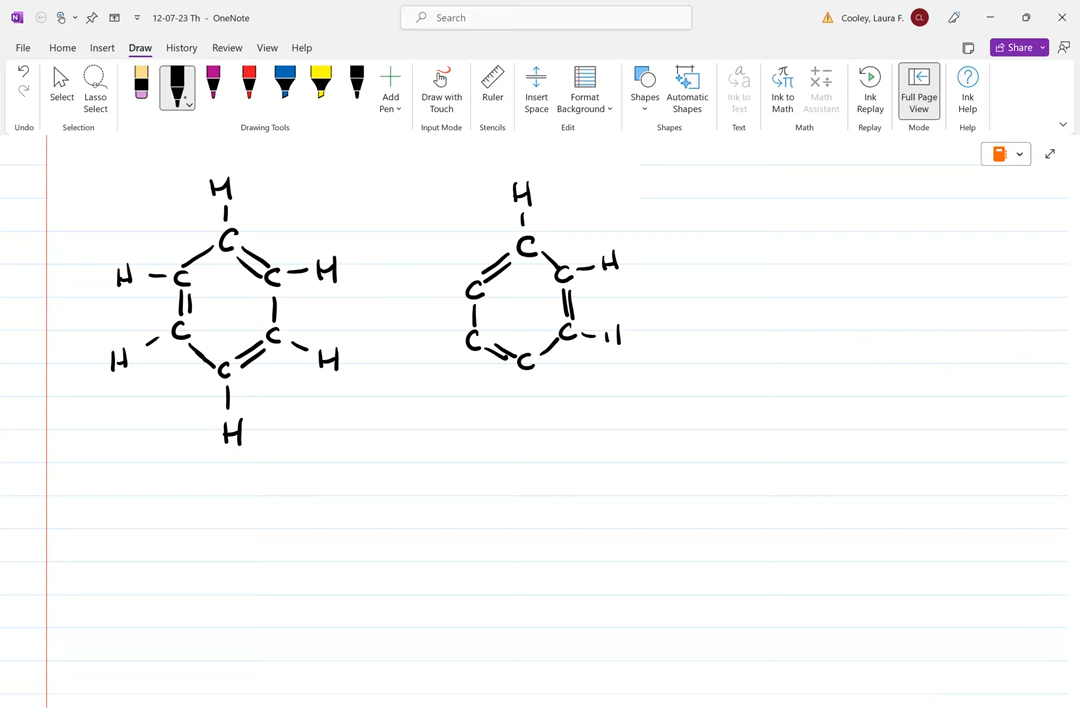 12-07-23 Th - OneNote
Search
Cooley, Laura F.
CL
File Home Insert Draw History Review View Help
Share
Undo
Select
Lasso Select
Selection
Drawing Tools
Add Pen
Draw with Touch
Input Mode
Ruler
Stencils
Insert Space
Format Background
Edit
Shapes
Automatic Shapes
Shapes
Ink to Text
Text
Ink to Math
Math Assistant
Math
Ink Replay
Replay
Full Page View
Mode
Ink Help
Help
H H
C C
H C C H C H
C
C C C C H
H C H C
H